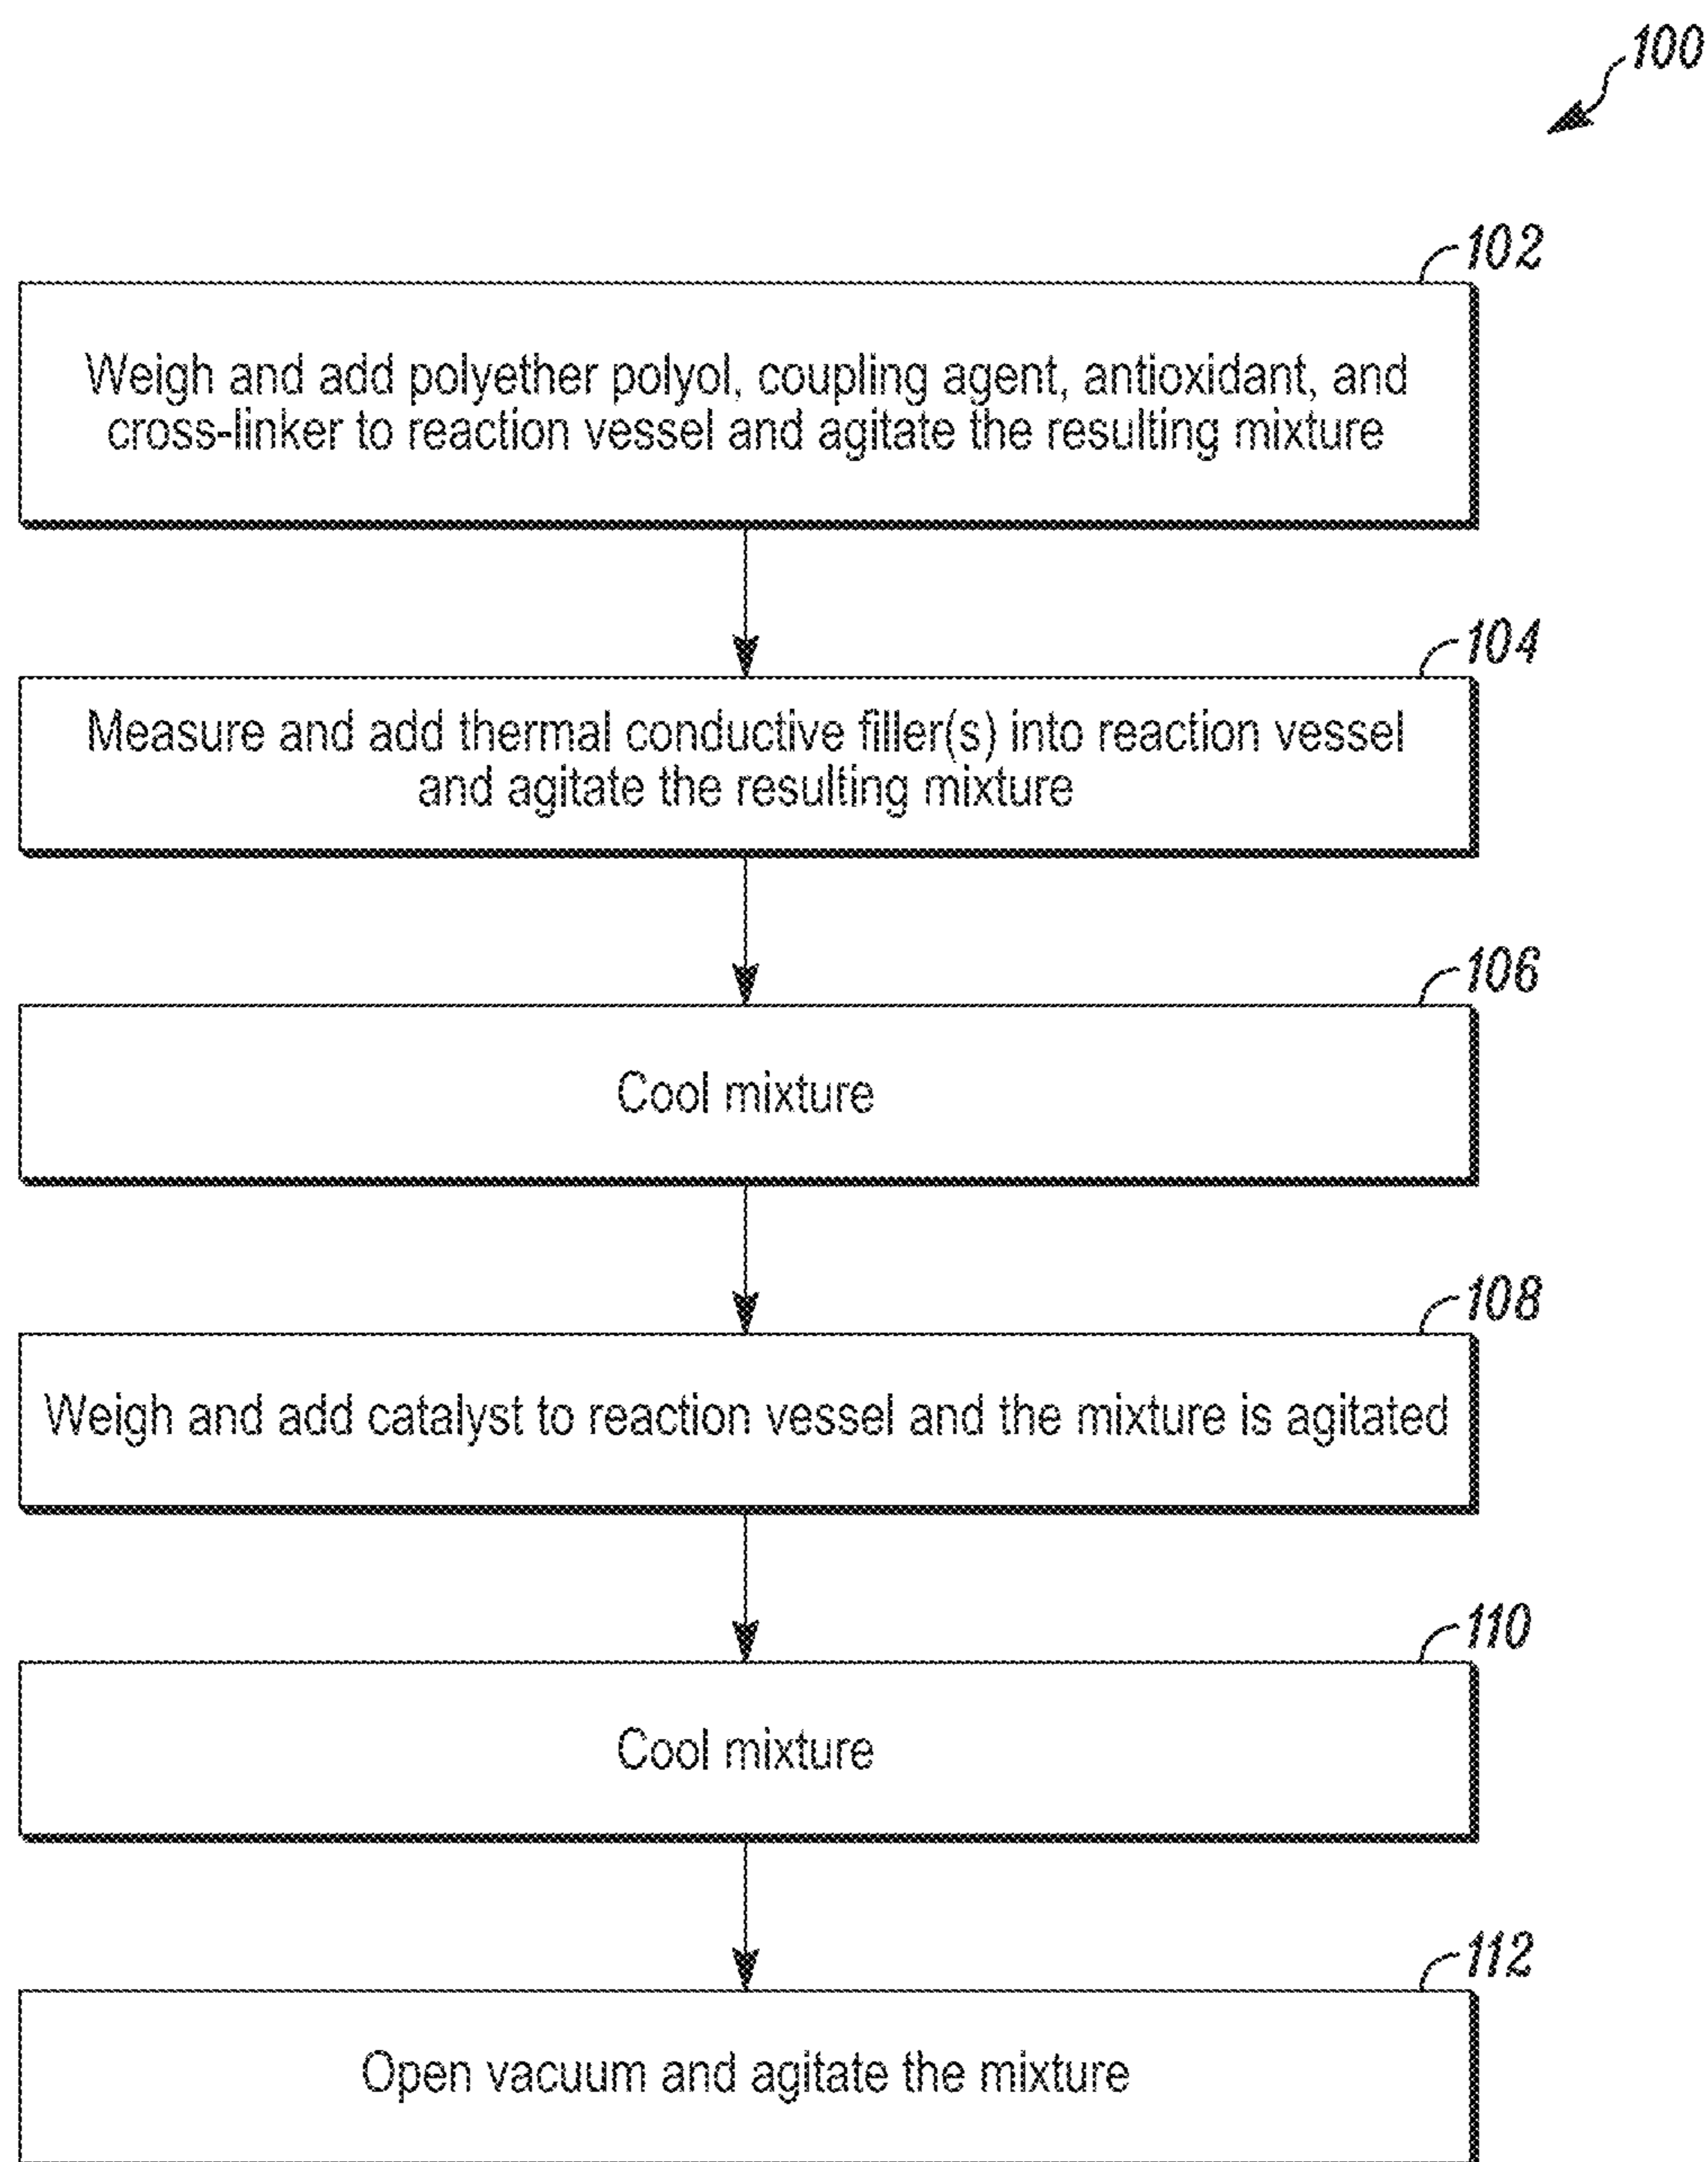 100
102
Weigh and add polyether polyol, coupling agent, antioxidant, and
cross-linker to reaction vessel and agitate the resulting mixture
104
Measure and add thermal conductive filler(s) into reaction vessel
and agitate the resulting mixture
106
Cool mixture
108
Weigh and add catalyst to reaction vessel and the mixture is agitated
110
Cool mixture
112
Open vacuum and agitate the mixture